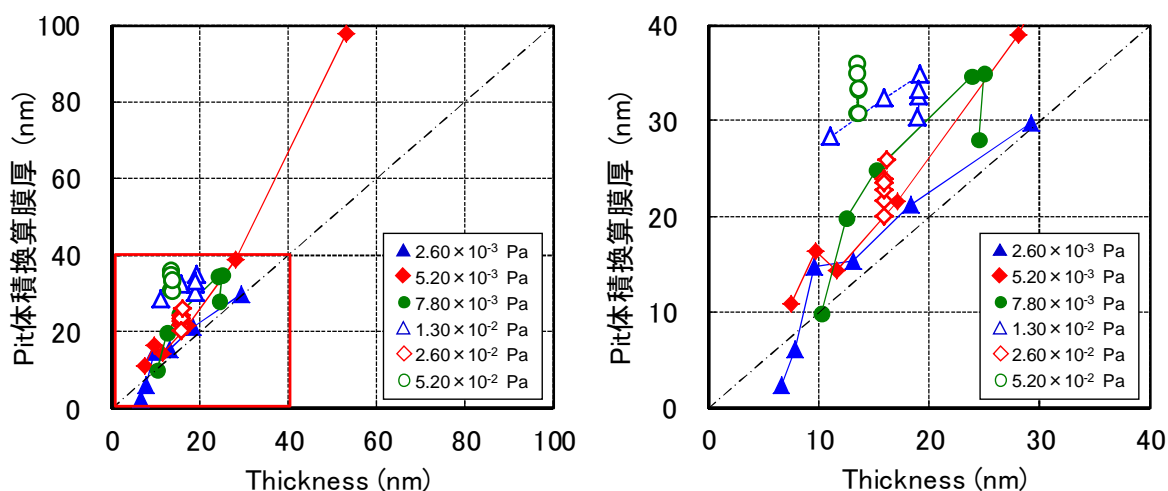 100
80
60
40
20
0
Pit体積換算膜厚 (nm)
2.60×10⁻³ Pa
5.20×10⁻³ Pa
7.80×10⁻³ Pa
1.30×10⁻² Pa
2.60×10⁻² Pa
5.20×10⁻² Pa
0 20 40 60 80 100
Thickness (nm)
40
30
20
10
0
Pit体積換算膜厚 (nm)
2.60×10⁻³ Pa
5.20×10⁻³ Pa
7.80×10⁻³ Pa
1.30×10⁻² Pa
2.60×10⁻² Pa
5.20×10⁻² Pa
0 10 20 30 40
Thickness (nm)